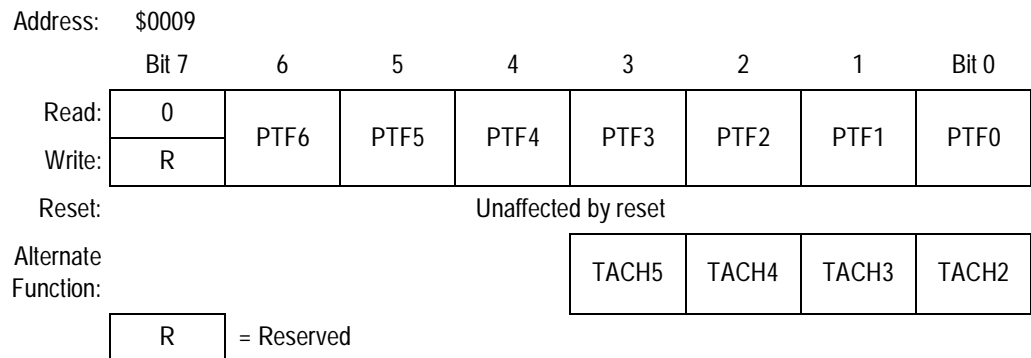 Address: $0009
Bit 7 6 5 4 3 2 1 Bit 0
Read: 0 PTF6 PTF5 PTF4 PTF3 PTF2 PTF1 PTF0
Write: R
Reset: Unaffected by reset
Alternate Function: TACH5 TACH4 TACH3 TACH2
R = Reserved